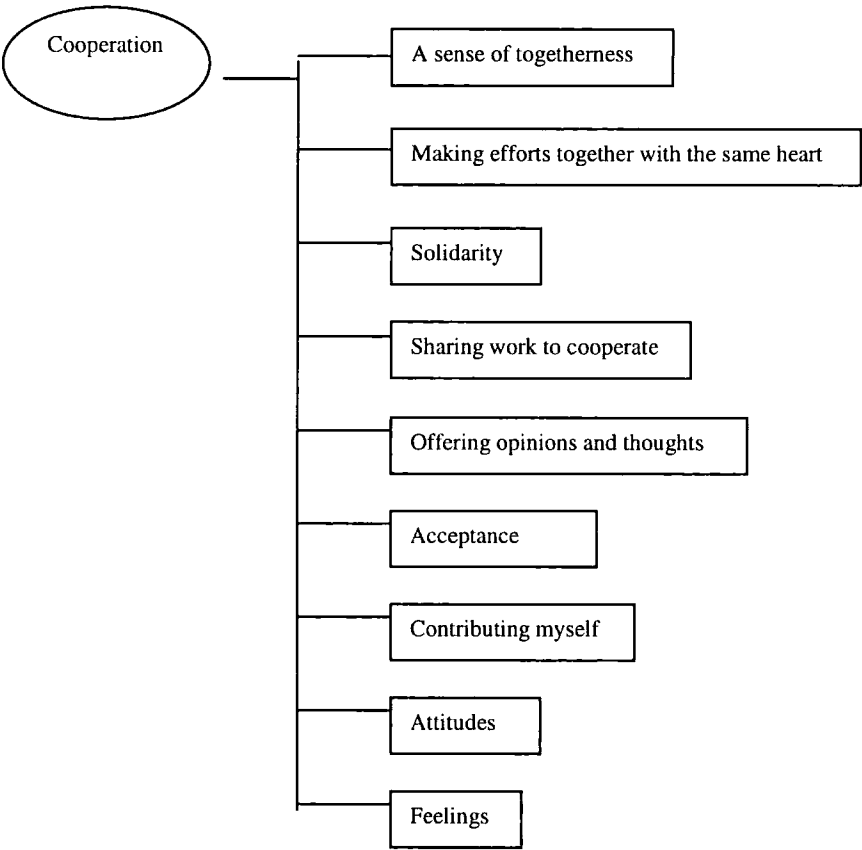 Cooperation
A sense of togetherness
Making efforts together with the same heart
Solidarity
Sharing work to cooperate
Offering opinions and thoughts
Acceptance
Contributing myself
Attitudes
Feelings